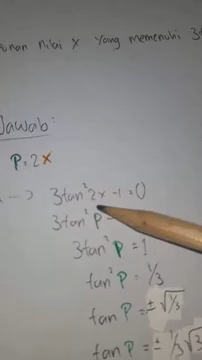 nilai x yang memenuhi 3
Jawab:
P = 2x
3tan²2x - 1 = 0
3tan²P -
3tan²P = 1
tan²P = 1/3
tan P = ± √1/3
tan P = ± 1/3 √3